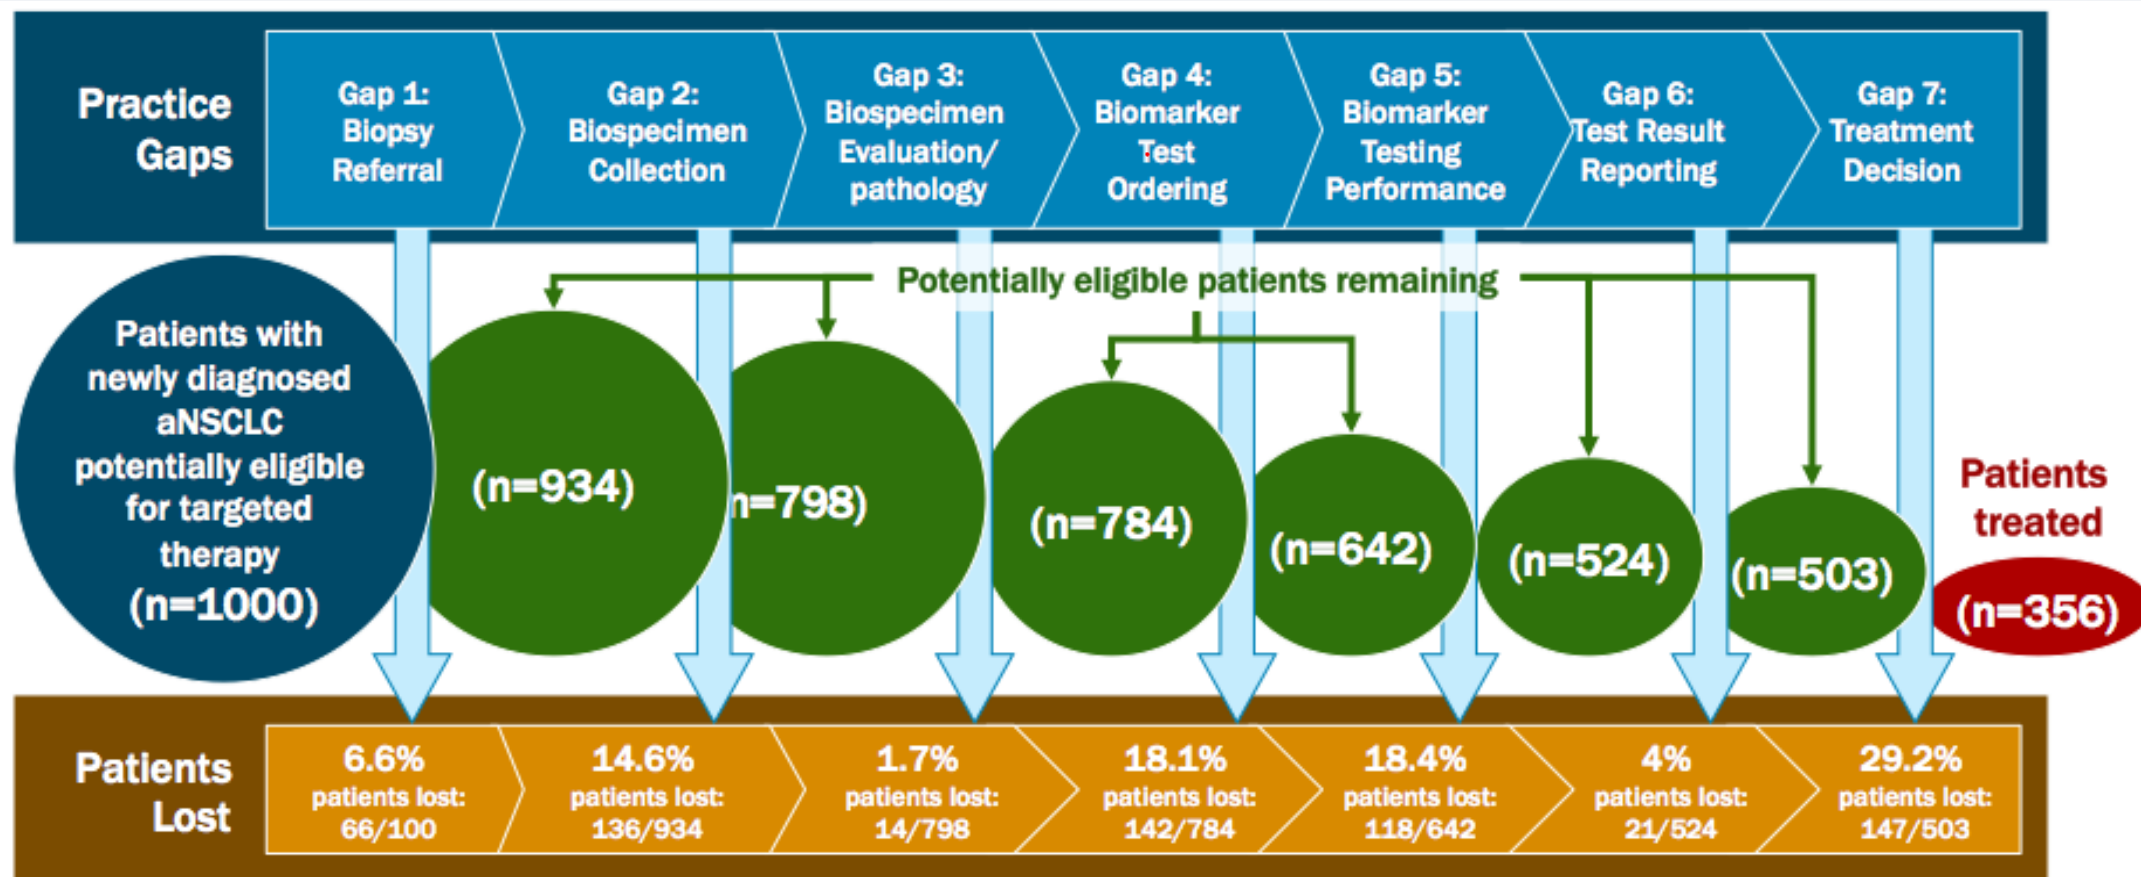 Practice
Gaps
Gap 1:
Biopsy
Referral
Gap 2:
Biospecimen
Collection
Gap 3:
Biospecimen
Evaluation/
pathology
Gap 4:
Biomarker
Test
Ordering
Gap 5:
Biomarker
Testing
Performance
Gap 6:
Test Result
Reporting
Gap 7:
Treatment
Decision
Potentially eligible patients remaining
Patients with
newly diagnosed
aNSCLC
potentially eligible
for targeted
therapy
(n=1000)
(n=934)
n=798)
(n=784)
(n=642)
(n=524)
(n=503)
Patients
treated
(n=356)
Patients
Lost
6.6%
patients lost:
66/100
14.6%
patients lost:
136/934
1.7%
patients lost:
14/798
18.1%
patients lost:
142/784
18.4%
patients lost:
118/642
4%
patients lost:
21/524
29.2%
patients lost:
147/503